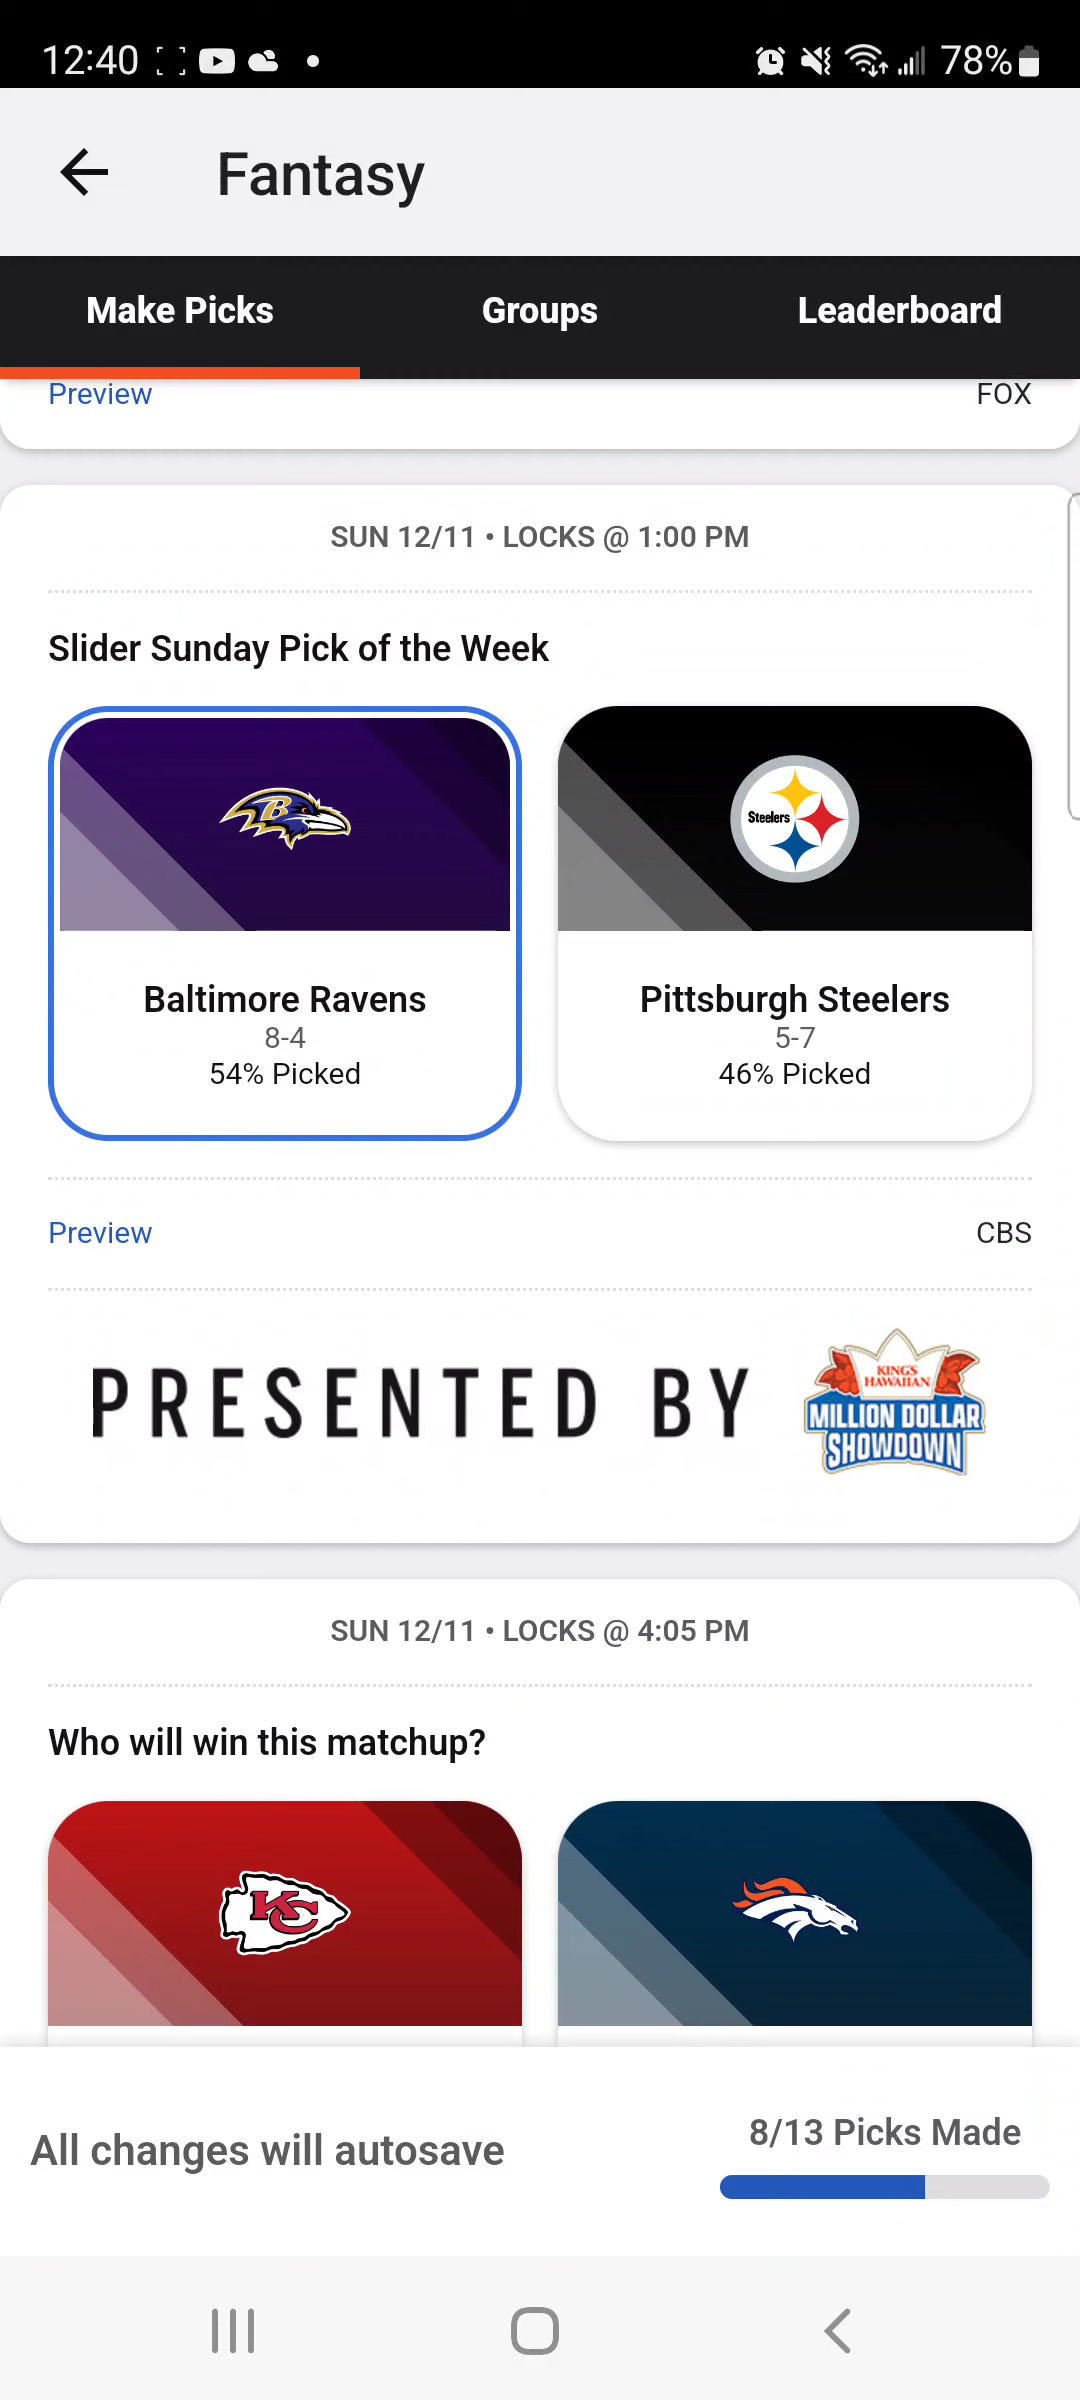 12:40 78%
Fantasy
Make Picks Groups Leaderboard
Preview FOX
SUN 12/11 • LOCKS @ 1:00 PM
Slider Sunday Pick of the Week
B Steelers
Baltimore Ravens Pittsburgh Steelers
8-4 5-7
54% Picked 46% Picked
Preview CBS
PRESENTED BY
KING'S
HAWAIIAN
MILLION DOLLAR
SHOWDOWN
SUN 12/11 • LOCKS @ 4:05 PM
Who will win this matchup?
KC
All changes will autosave
8/13 Picks Made